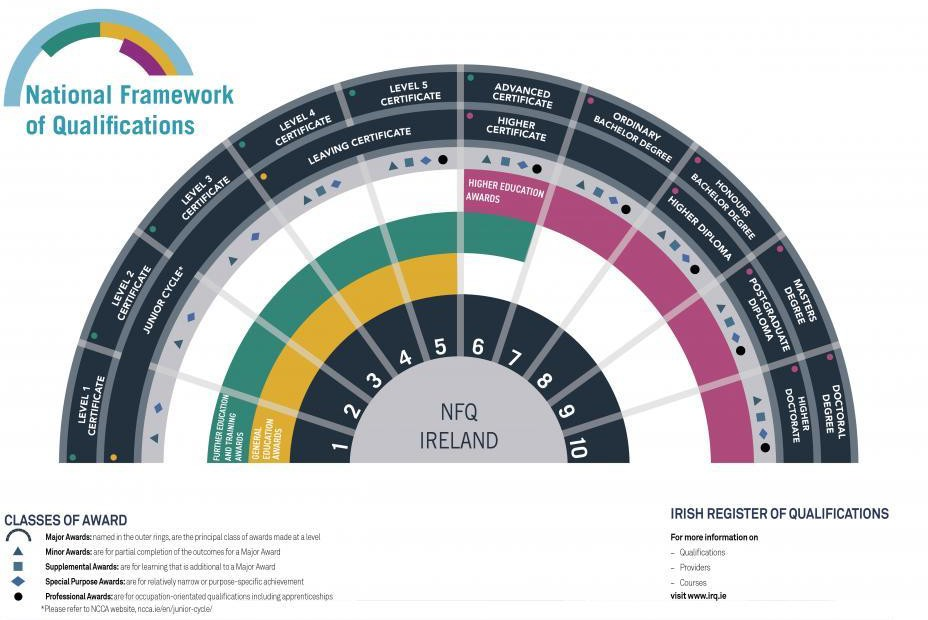 National Framework
of Qualifications
LEVEL 1
CERTIFICATE
LEVEL 2
CERTIFICATE
LEVEL 3
CERTIFICATE
LEVEL 4
CERTIFICATE
LEVEL 5
CERTIFICATE
ADVANCED
CERTIFICATE
ORDINARY
BACHELOR DEGREE
HONOURS
BACHELOR DEGREE
MASTERS
DEGREE
DOCTORAL
DEGREE
JUNIOR CYCLE*
LEAVING CERTIFICATE
HIGHER
CERTIFICATE
HIGHER DIPLOMA
POST-GRADUATE
DIPLOMA
HIGHER
DOCTORATE
HIGHER EDUCATION
AWARDS
FURTHER EDUCATION
AND TRAINING
AWARDS
GENERAL
EDUCATION
AWARDS
1
2
3
4
5
6
7
8
9
10
NFQ
IRELAND
CLASSES OF AWARD
Major Awards: named in the outer rings, are the principal class of awards made at a level
Minor Awards: are for partial completion of the outcomes for a Major Award
Supplemental Awards: are for learning that is additional to a Major Award
Special Purpose Awards: are for relatively narrow or purpose-specific achievement
Professional Awards: are for occupation-orientated qualifications including apprenticeships
*Please refer to NCCA website, ncca.ie/en/junior-cycle/
IRISH REGISTER OF QUALIFICATIONS
For more information on
– Qualifications
– Providers
– Courses
visit www.irq.ie